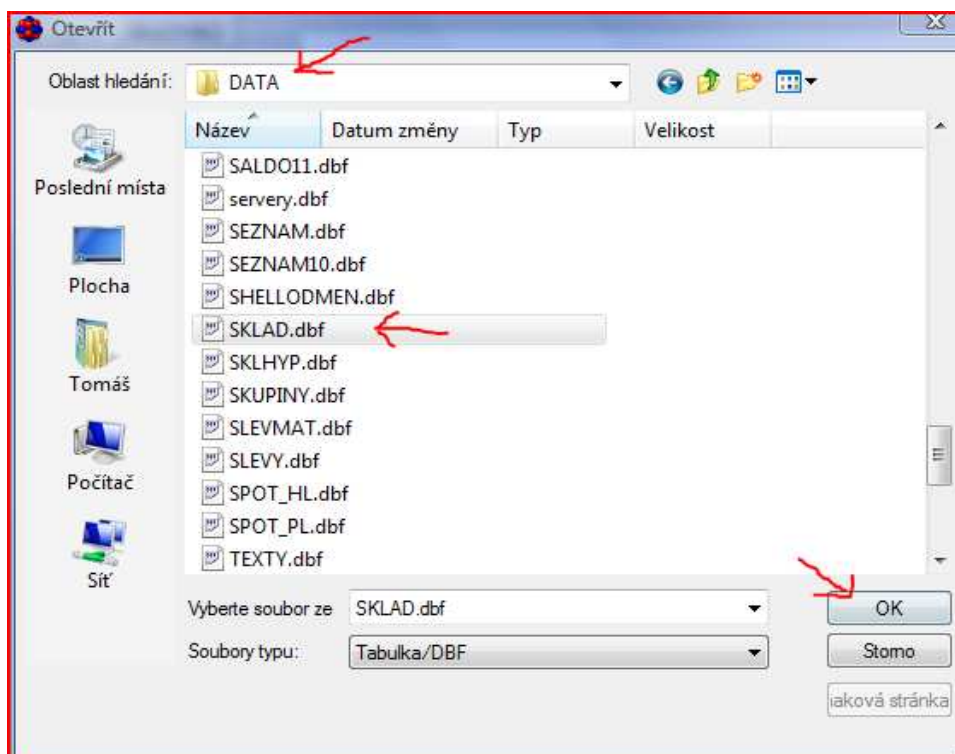 Otevřít
Oblast hledání: DATA
Název Datum změny Typ Velikost
SALDO11.dbf
servery.dbf
SEZNAM.dbf
SEZNAM10.dbf
SHELLODMEN.dbf
SKLAD.dbf
SKLHYP.dbf
SKUPINY.dbf
SLEVMAT.dbf
SLEVY.dbf
SPOT_HL.dbf
SPOT_PL.dbf
TEXTY.dbf
Poslední místa
Plocha
Tomáš
Počítač
Síť
Vyberte soubor ze SKLAD.dbf OK
Soubory typu: Tabulka/DBF Storno
stránka